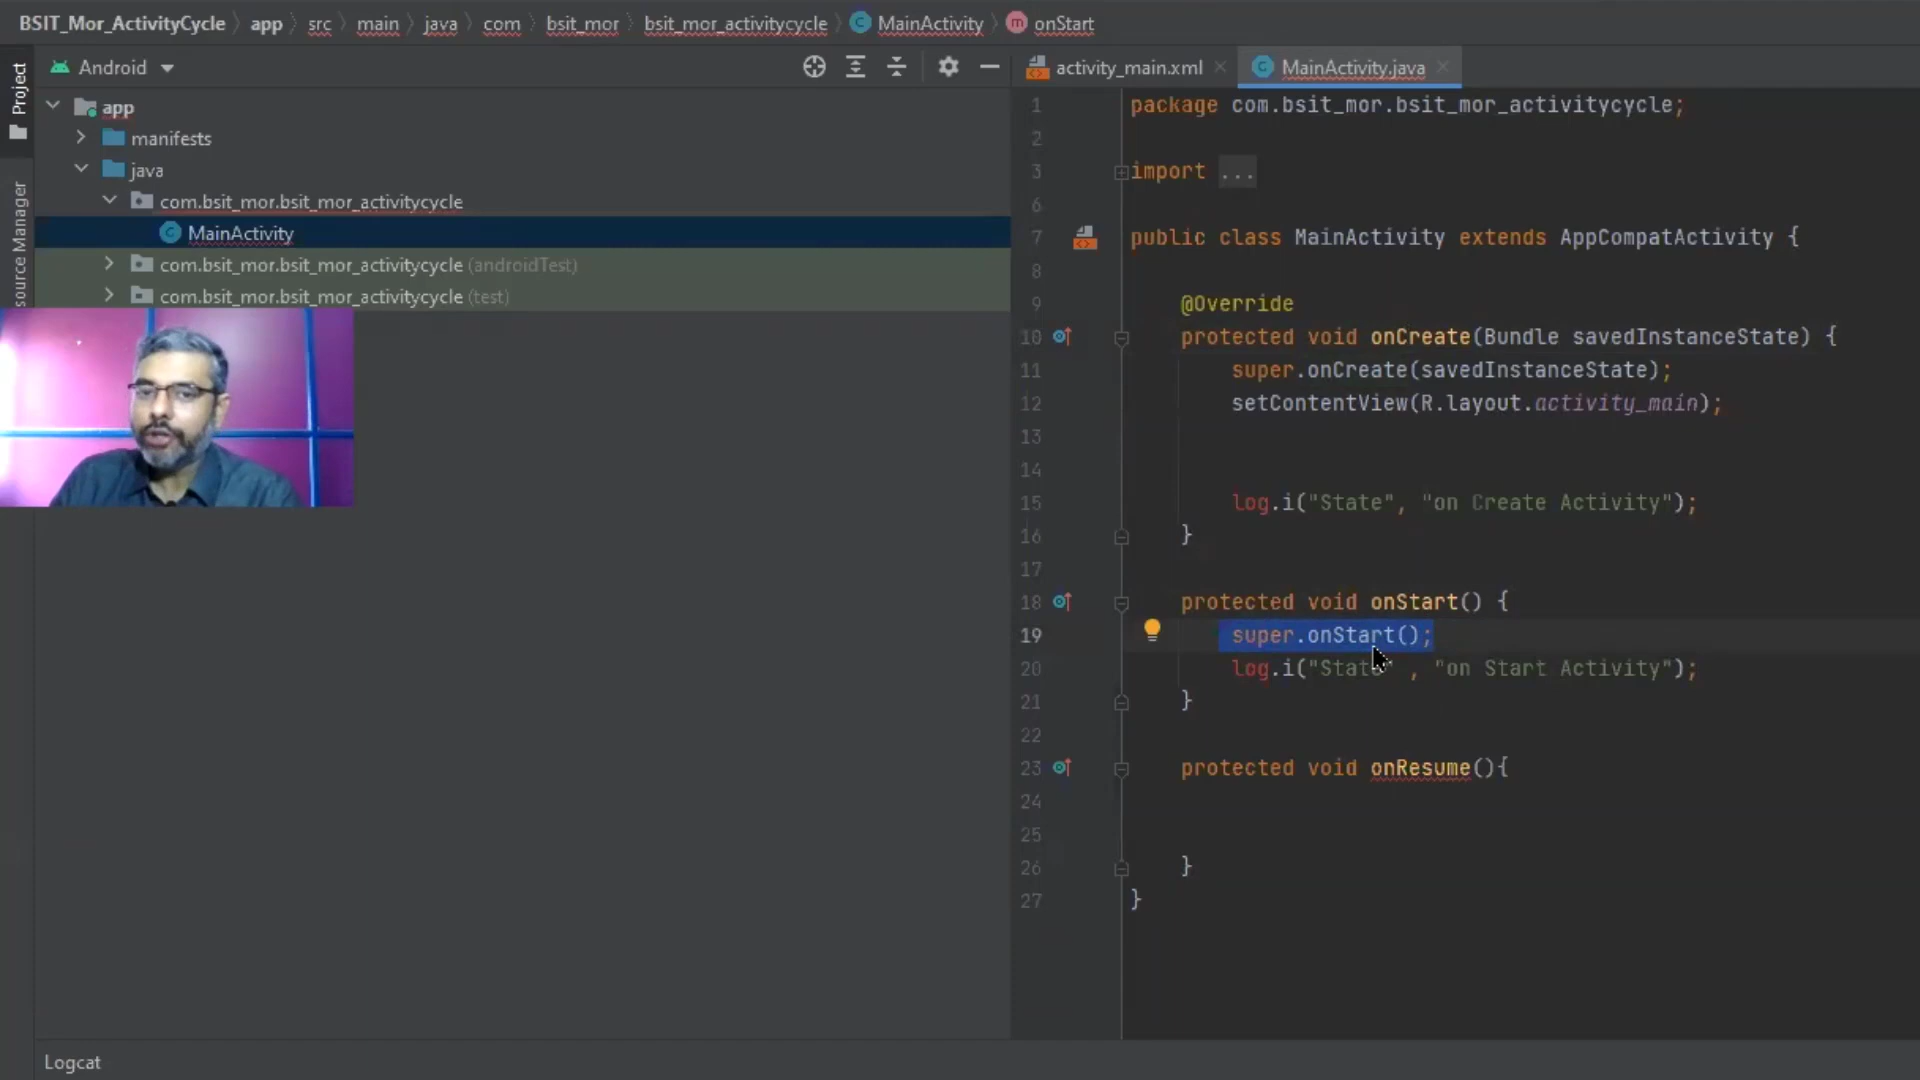 BSIT_Mor_ActivityCycle app src main java com bsit_mor bsit_mor_activitycycle MainActivity onStart
Project
source Manager
Android
app
manifests
java
com.bsit_mor.bsit_mor_activitycycle
MainActivity
com.bsit_mor.bsit_mor_activitycycle (androidTest)
com.bsit_mor.bsit_mor_activitycycle (test)
activity_main.xml
MainActivity.java
1 package com.bsit_mor.bsit_mor_activitycycle;
2
3 import ...
6
7 public class MainActivity extends AppCompatActivity {
8
9 @Override
10 protected void onCreate(Bundle savedInstanceState) {
11 super.onCreate(savedInstanceState);
12 setContentView(R.layout.activity_main);
13
14
15 log.i("State", "on Create Activity");
16 }
17
18 protected void onStart() {
19 super.onStart();
20 log.i("State" , "on Start Activity");
21 }
22
23 protected void onResume(){
24
25
26 }
27 }
Logcat